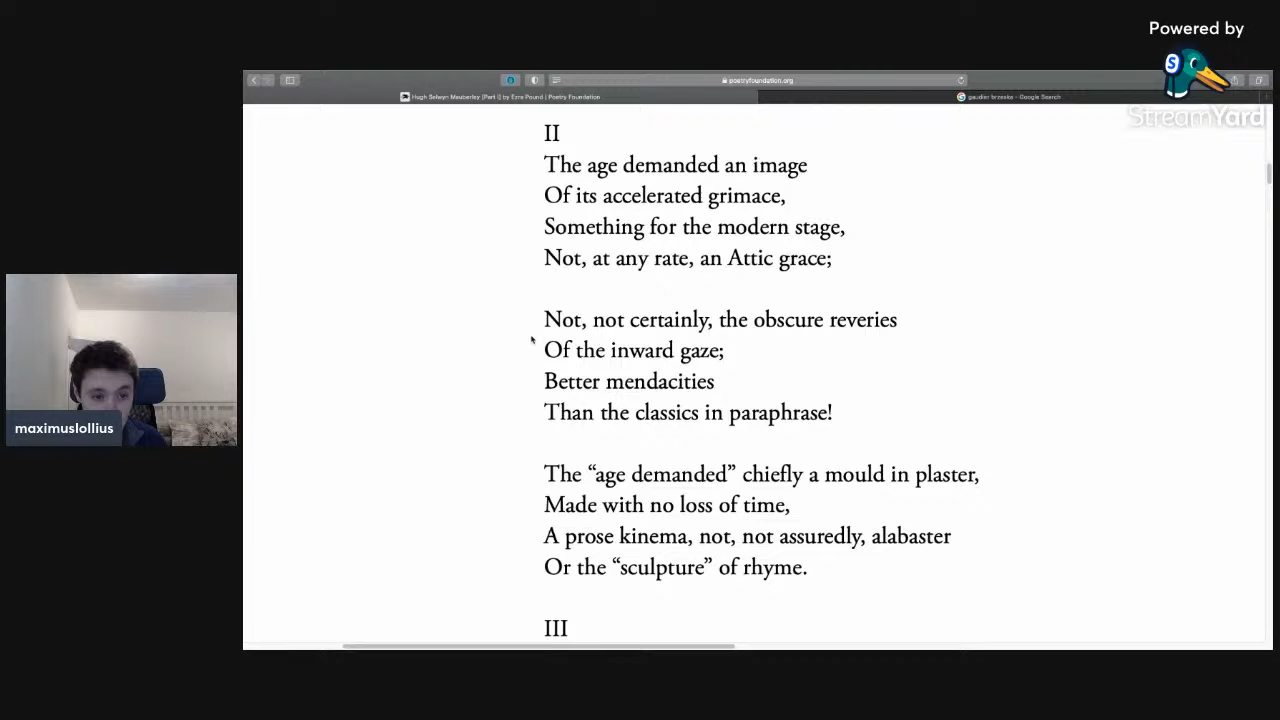 Powered by
S
StreamYard
poetryfoundation.org
Hugh Selwyn Mauberley [Part I] by Ezra Pound | Poetry Foundation
gaudier brzeska - Google Search
II
The age demanded an image
Of its accelerated grimace,
Something for the modern stage,
Not, at any rate, an Attic grace;
Not, not certainly, the obscure reveries
Of the inward gaze;
Better mendacities
Than the classics in paraphrase!
The “age demanded” chiefly a mould in plaster,
Made with no loss of time,
A prose kinema, not, not assuredly, alabaster
Or the “sculpture” of rhyme.
III
maximuslollius